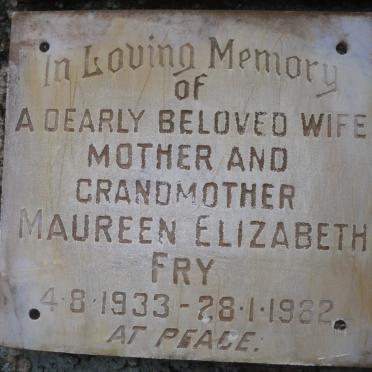 In Loving Memory
OF
A DEARLY BELOVED WIFE
MOTHER AND
GRANDMOTHER
MAUREEN ELIZABETH
FRY
4·8·1933 - 28·1·1982
AT PEACE.